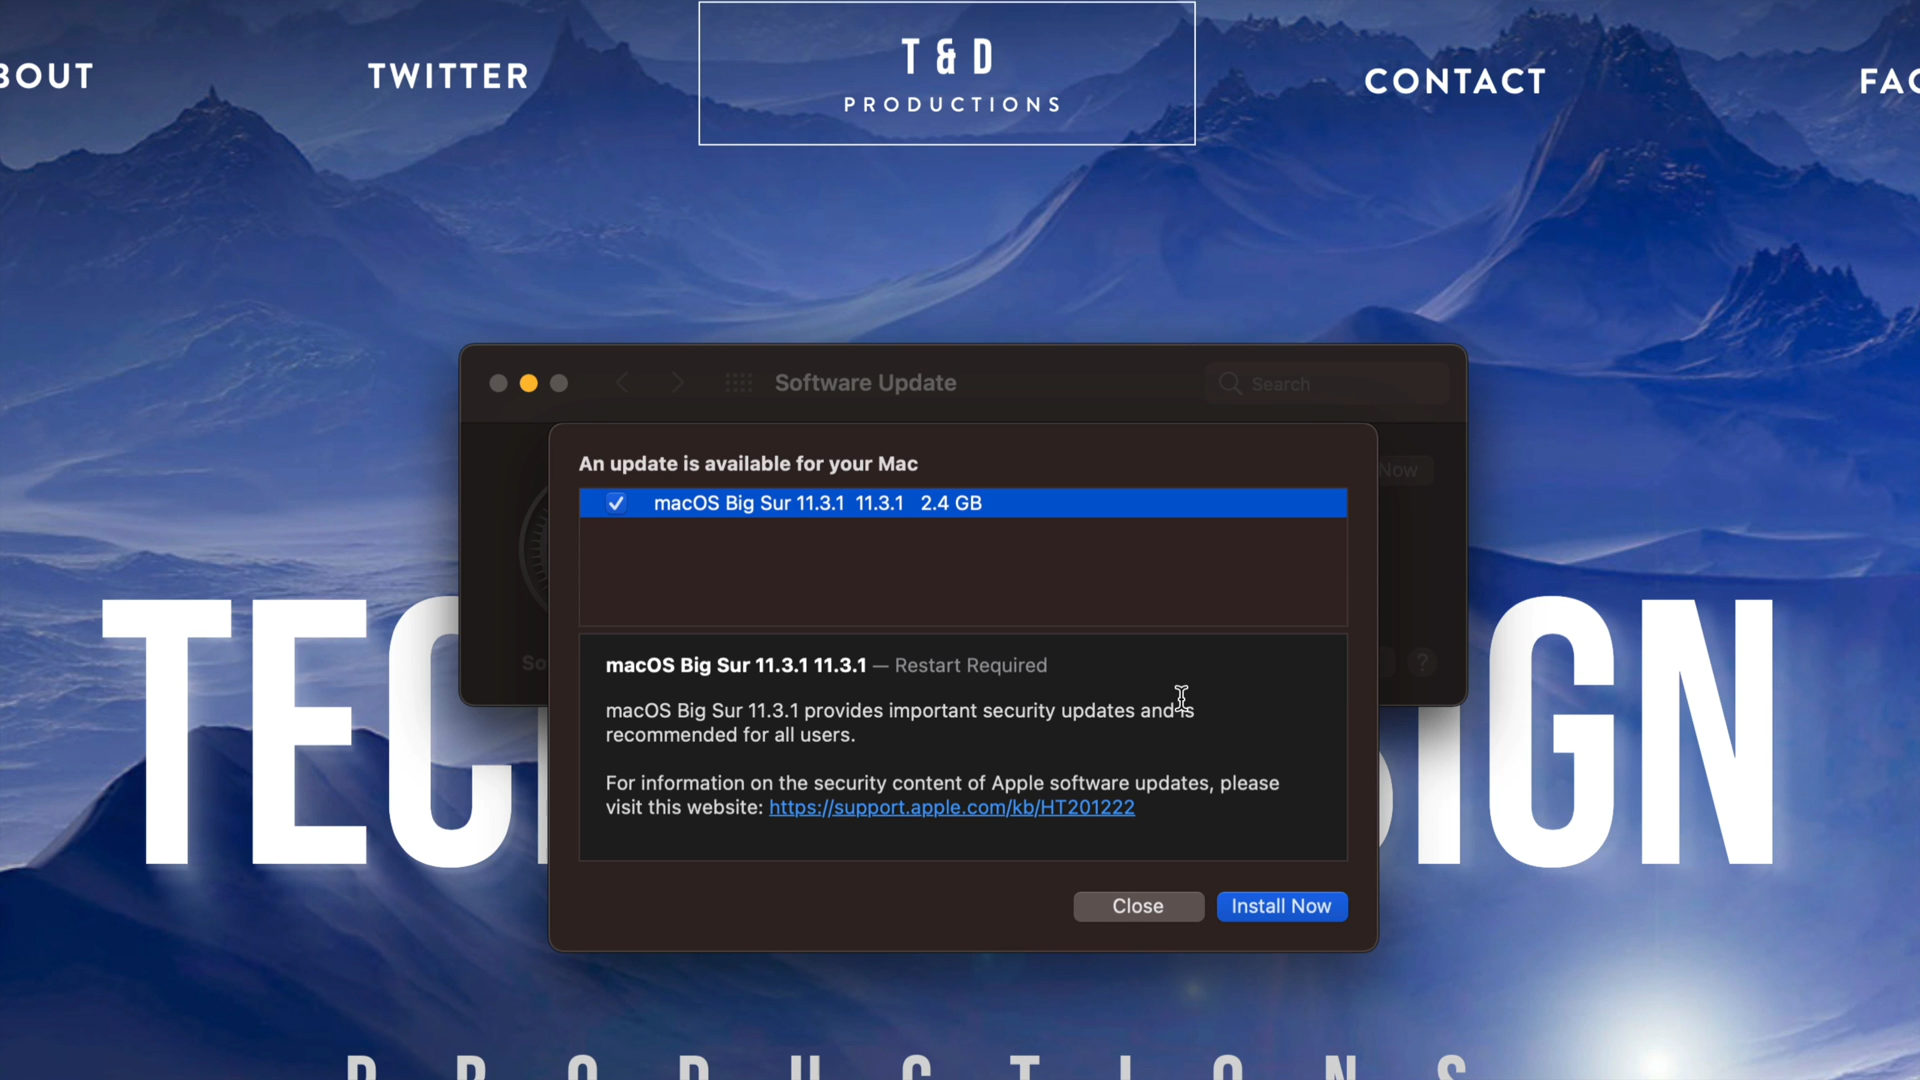 BOUT
TWITTER
T & D
PRODUCTIONS
CONTACT
Software Update
Search
An update is available for your Mac
Now
macOS Big Sur 11.3.1 11.3.1 2.4 GB
macOS Big Sur 11.3.1 11.3.1 — Restart Required
macOS Big Sur 11.3.1 provides important security updates and is
recommended for all users.
For information on the security content of Apple software updates, please
visit this website: https://support.apple.com/kb/HT201222
?
Close
Install Now
PRODUCTIONS